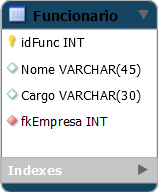 Funcionario
idFunc INT
Nome VARCHAR(45)
Cargo VARCHAR(30)
fkEmpresa INT
Indexes